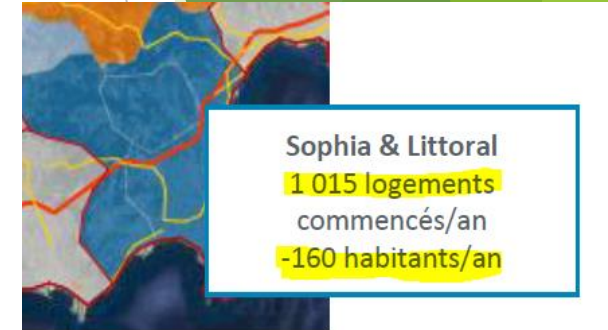 Sophia & Littoral
1 015 logements
commencés/an
-160 habitants/an